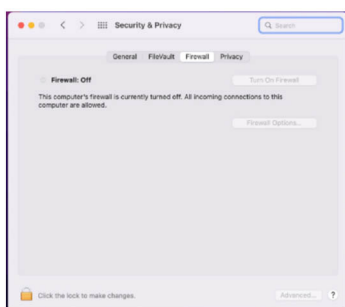 Security & Privacy
Search
General FileVault Firewall Privacy
Firewall: Off
Turn On Firewall
This computer's firewall is currently turned off. All incoming connections to this
computer are allowed.
Firewall Options...
Click the lock to make changes.
Advanced... ?